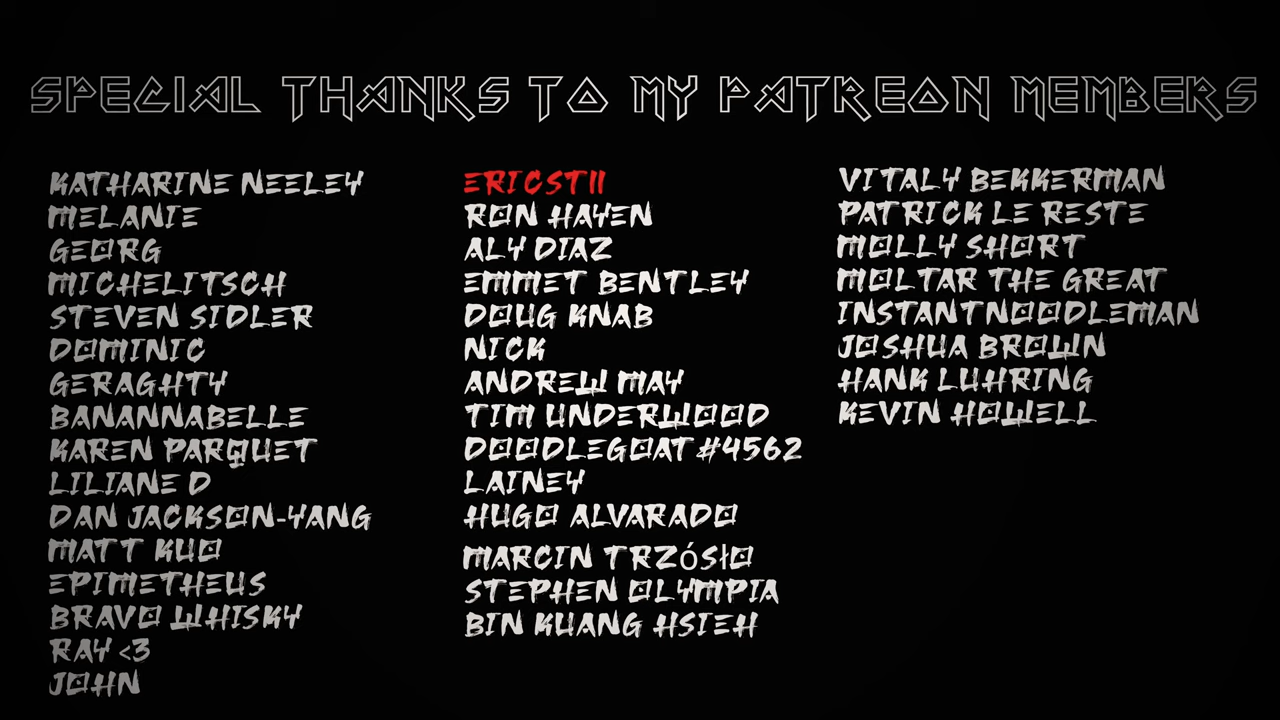 SPECIAL THANKS TO MY PATREON MEMBERS
KATHARINE NEELEY
MELANIE
GEORG
MICHELITSCH
STEVEN SIDLER
DOMINIC
GERAGHTY
BANANNABELLE
KAREN PARQUET
LILIANE D
DAN JACKSON-YANG
MATT KUO
EPIMETHEUS
BRAVO WHISKY
RAY <3
JOHN
ERICSTII
RON HAYEN
ALY DIAZ
EMMET BENTLEY
DOUG KNAB
NICK
ANDREW MAY
TIM UNDERWOOD
DOODLEGOAT #4562
LAINEY
HUGO ALVARADO
MARCIN TRZÓSłO
STEPHEN OLYMPIA
BIN KUANG HSIEH
VITALY BEKKERMAN
PATRICK LE RESTE
MOLLY SHORT
MOLTAR THE GREAT
INSTANTNOODLEMAN
JOSHUA BROWN
HANK LUHRING
KEVIN HOWELL